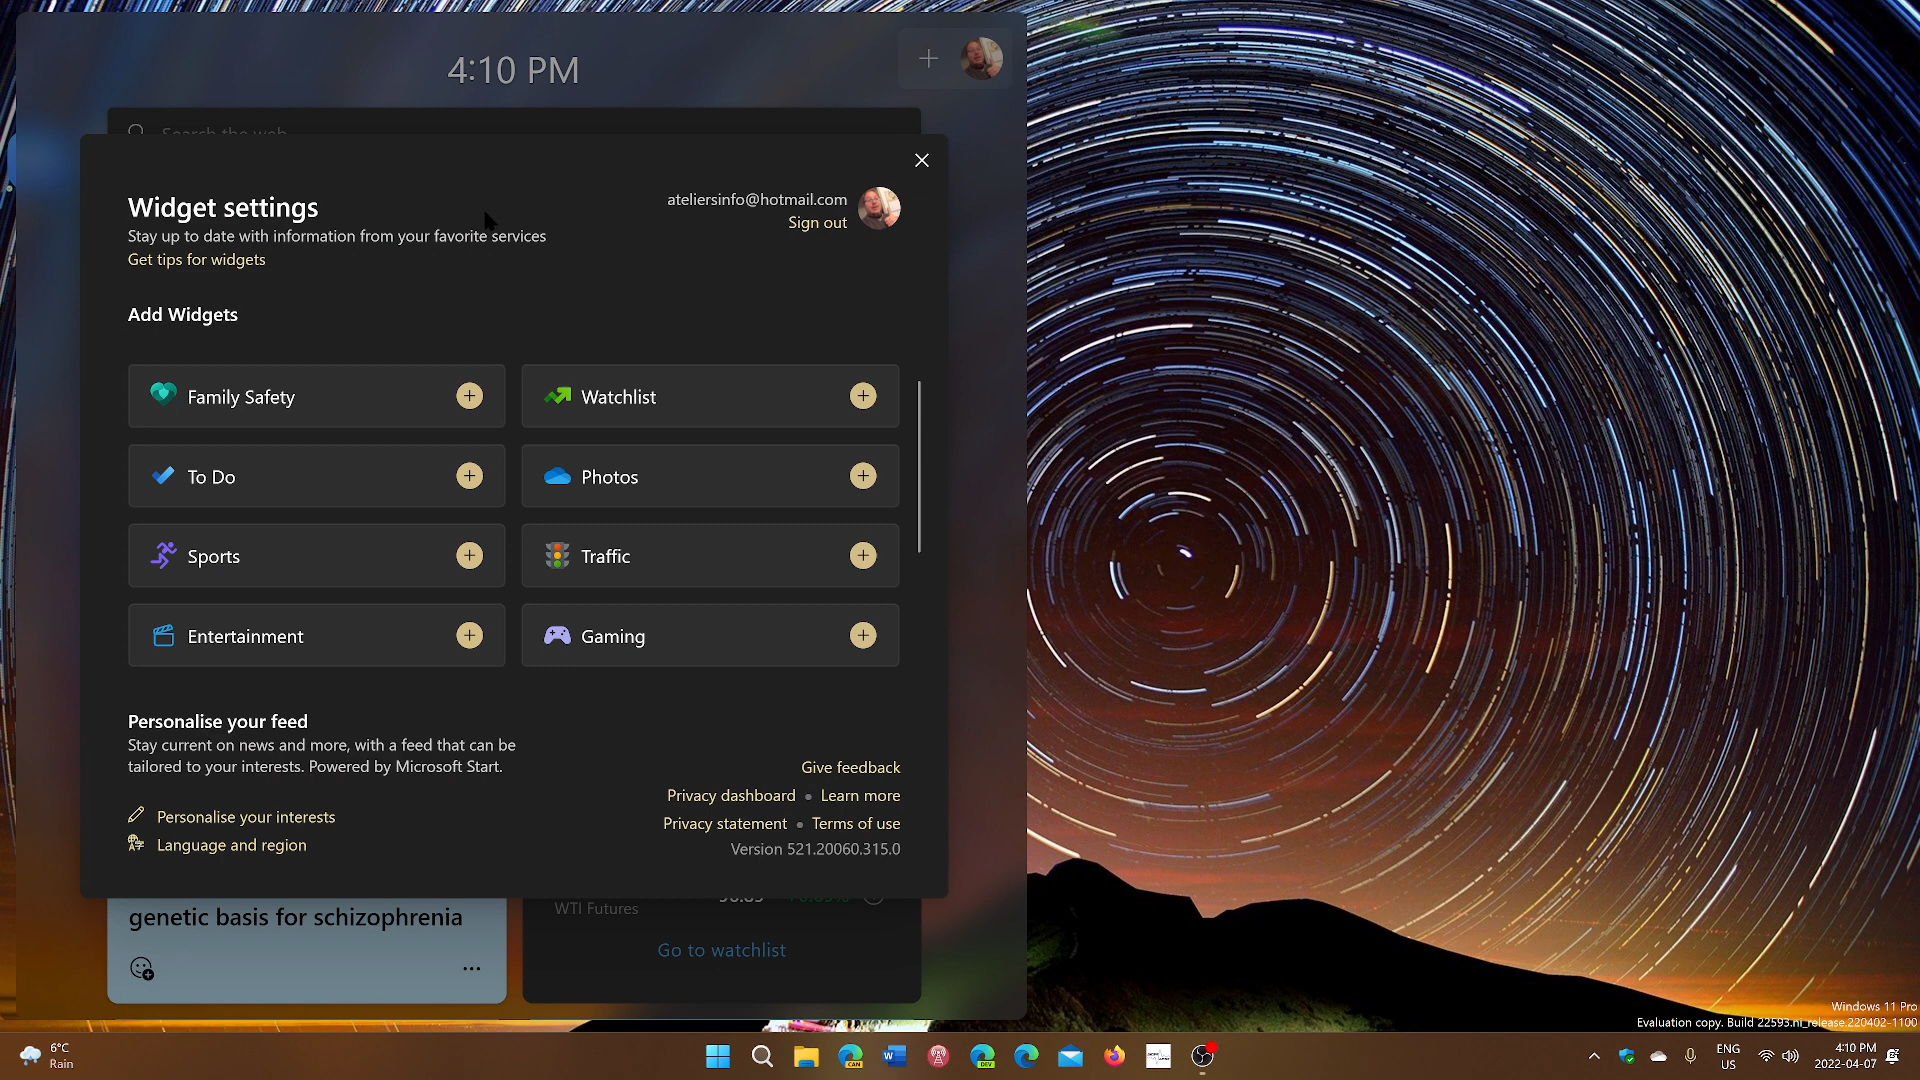 4:10 PM
Search the web
Widget settings
Stay up to date with information from your favorite services
Get tips for widgets
ateliersinfo@hotmail.com
Sign out
Add Widgets
Family Safety
Watchlist
To Do
Photos
Sports
Traffic
Entertainment
Gaming
Personalise your feed
Stay current on news and more, with a feed that can be
tailored to your interests. Powered by Microsoft Start.
Personalise your interests
Language and region
Give feedback
Privacy dashboard • Learn more
Privacy statement • Terms of use
Version 521.20060.315.0
genetic basis for schizophrenia
WTI Futures
Go to watchlist
Windows 11 Pro
Evaluation copy. Build 22593.ni_release.220402-1100
6°C
Rain
CAN
W
DEV
ENG
US
4:10 PM
2022-04-07